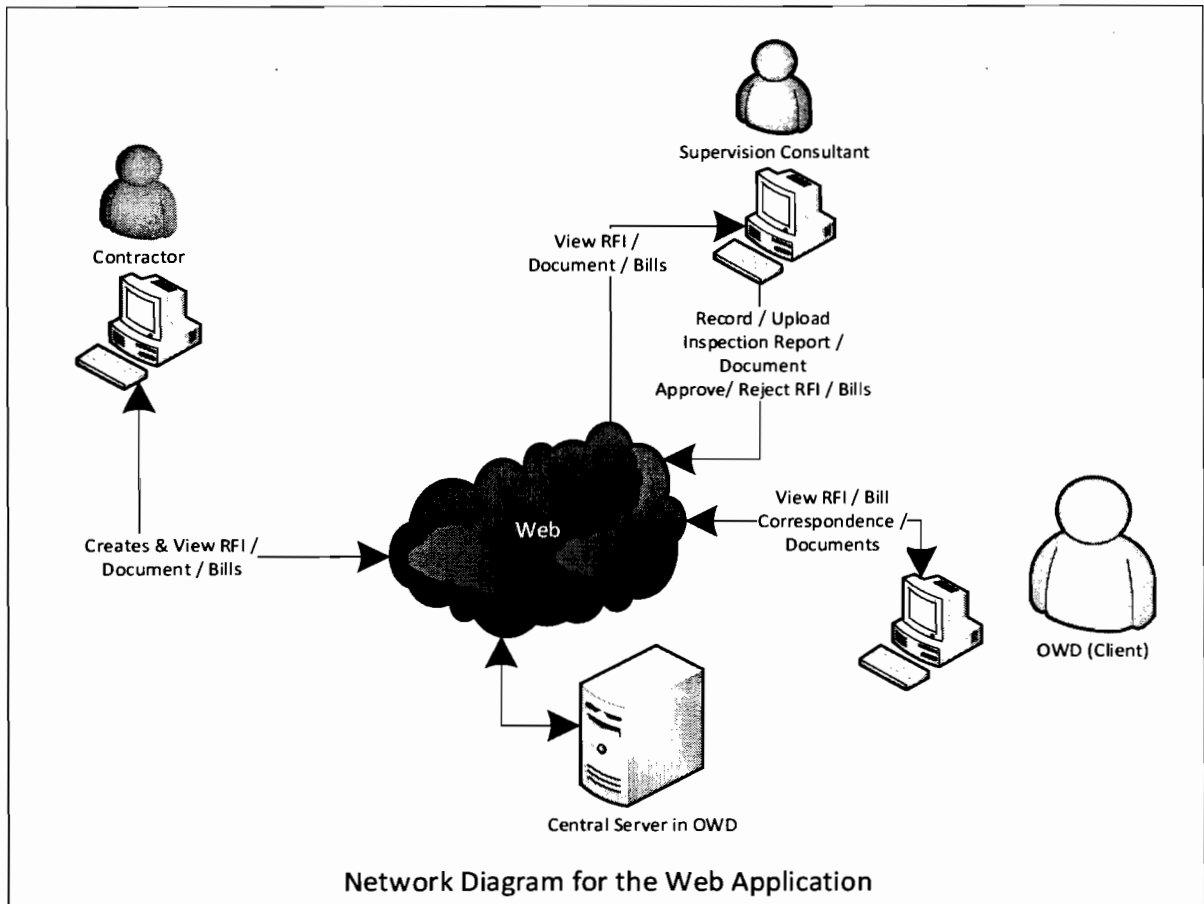 Supervision Consultant
Contractor
View RFI /
Document / Bills
Record / Upload
Inspection Report /
Document
Approve/ Reject RFI / Bills
Web
View RFI / Bill
Correspondence /
Documents
Creates & View RFI /
Document / Bills
OWD (Client)
Central Server in OWD
Network Diagram for the Web Application